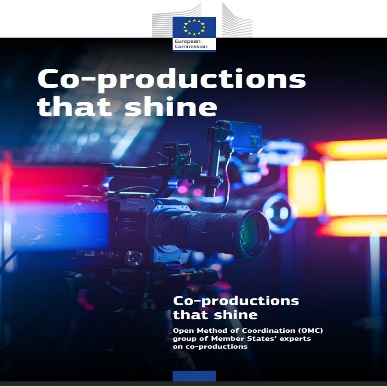 European
Commission
Co-productions
that shine
Co-productions
that shine
Open Method of Coordination (OMC)
group of Member States' experts
on co-productions